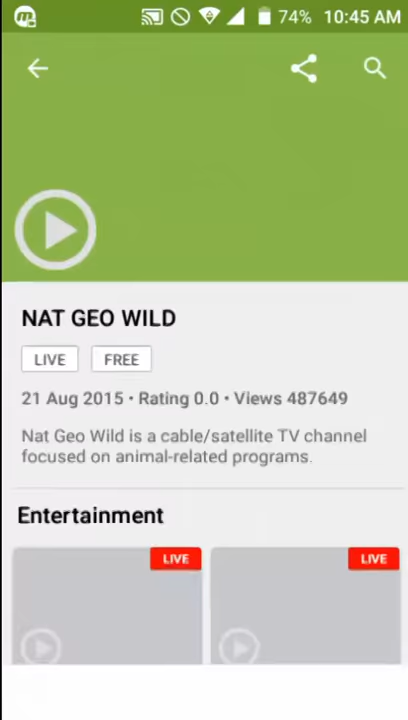 74% 10:45 AM
NAT GEO WILD
LIVE FREE
21 Aug 2015 • Rating 0.0 • Views 487649
Nat Geo Wild is a cable/satellite TV channel
focused on animal-related programs.
Entertainment
LIVE LIVE